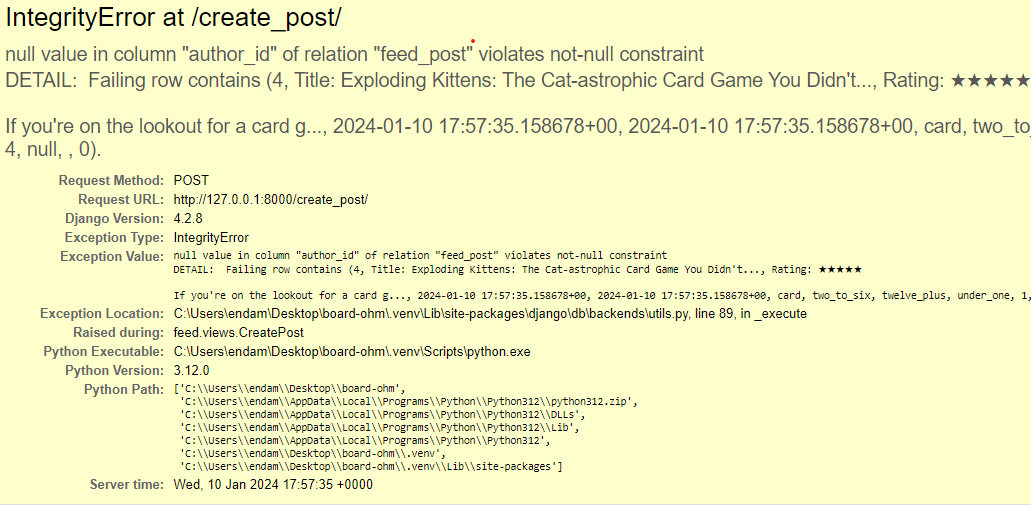 IntegrityError at /create_post/
null value in column "author_id" of relation "feed_post" violates not-null constraint
DETAIL:  Failing row contains (4, Title: Exploding Kittens: The Cat-astrophic Card Game You Didn't..., Rating: ★★★★★
If you're on the lookout for a card g..., 2024-01-10 17:57:35.158678+00, 2024-01-10 17:57:35.158678+00, card, two_to_
4, null, , 0).
Request Method: POST
Request URL: http://127.0.0.1:8000/create_post/
Django Version: 4.2.8
Exception Type: IntegrityError
Exception Value: null value in column "author_id" of relation "feed_post" violates not-null constraint
DETAIL:  Failing row contains (4, Title: Exploding Kittens: The Cat-astrophic Card Game You Didn't..., Rating: ★★★★★
If you're on the lookout for a card g..., 2024-01-10 17:57:35.158678+00, 2024-01-10 17:57:35.158678+00, card, two_to_six, twelve_plus, under_one, 1,
Exception Location: C:\Users\endam\Desktop\board-ohm\.venv\Lib\site-packages\django\db\backends\utils.py, line 89, in _execute
Raised during: feed.views.CreatePost
Python Executable: C:\Users\endam\Desktop\board-ohm\.venv\Scripts\python.exe
Python Version: 3.12.0
Python Path: ['C:\\Users\\endam\\Desktop\\board-ohm',
'C:\\Users\\endam\\AppData\\Local\\Programs\\Python\\Python312\\python312.zip',
'C:\\Users\\endam\\AppData\\Local\\Programs\\Python\\Python312\\DLLs',
'C:\\Users\\endam\\AppData\\Local\\Programs\\Python\\Python312\\Lib',
'C:\\Users\\endam\\AppData\\Local\\Programs\\Python\\Python312',
'C:\\Users\\endam\\Desktop\\board-ohm\\.venv',
'C:\\Users\\endam\\Desktop\\board-ohm\\.venv\\Lib\\site-packages']
Server time: Wed, 10 Jan 2024 17:57:35 +0000